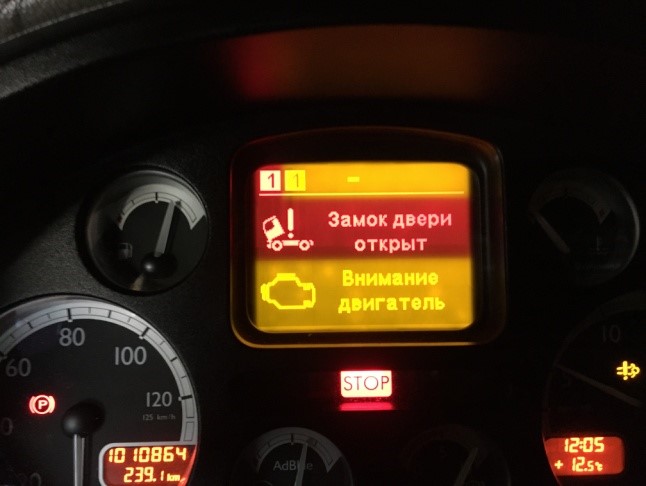 1 1 -
Замок двери
открыт
Внимание
двигатель
STOP
60
80
100
120
125 km/h
P
1010864
239.1 km
AdBlue
10
12:05
+12.5°C